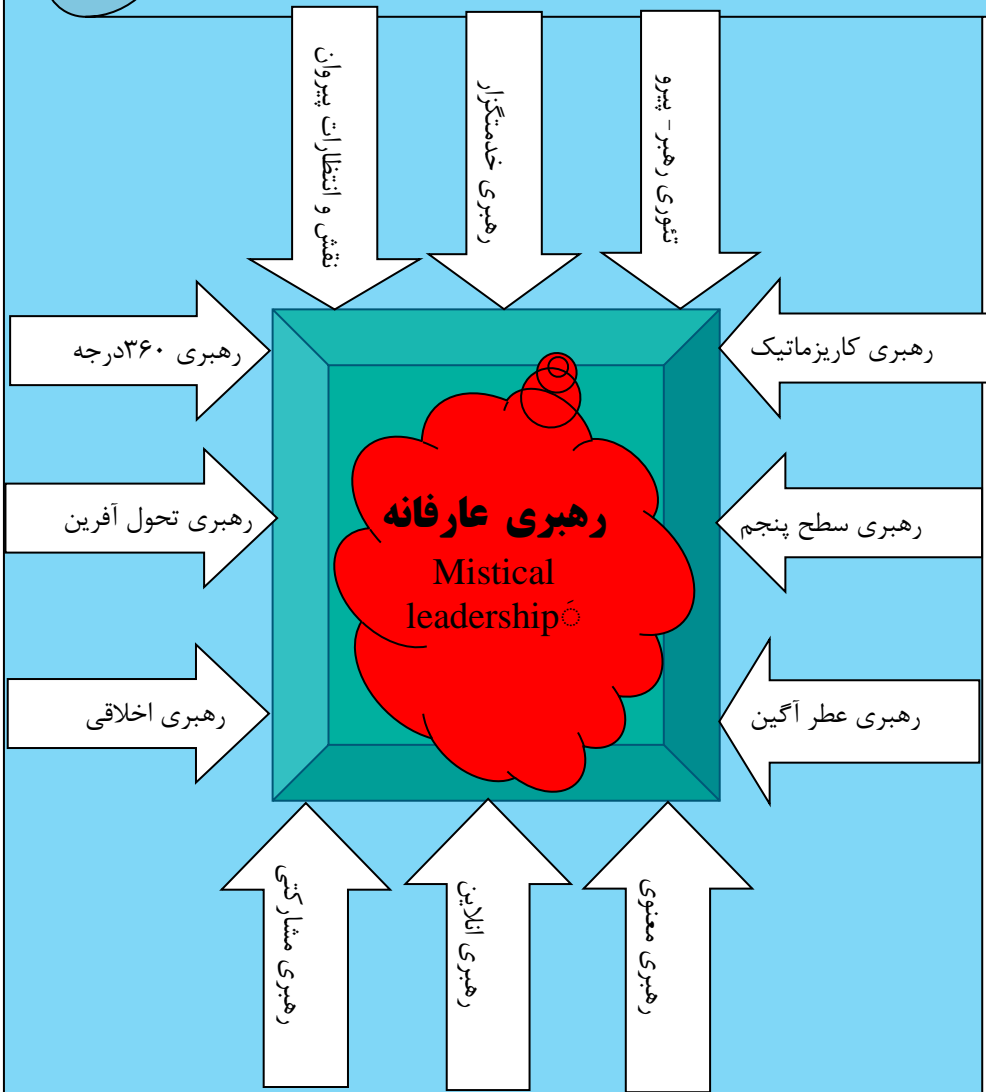 تئوری رهبر- پیرو
رهبری خدمتگزار
نقش و انتظارات پیروان
رهبری کاریزماتیک
رهبری ۳۶۰درجه
رهبری عارفانه
Mistical
leadershipَ
رهبری سطح پنجم
رهبری تحول آفرین
رهبری عطر آگین
رهبری اخلاقی
رهبری معنوی
رهبری انلاین
رهبری مشارکتی